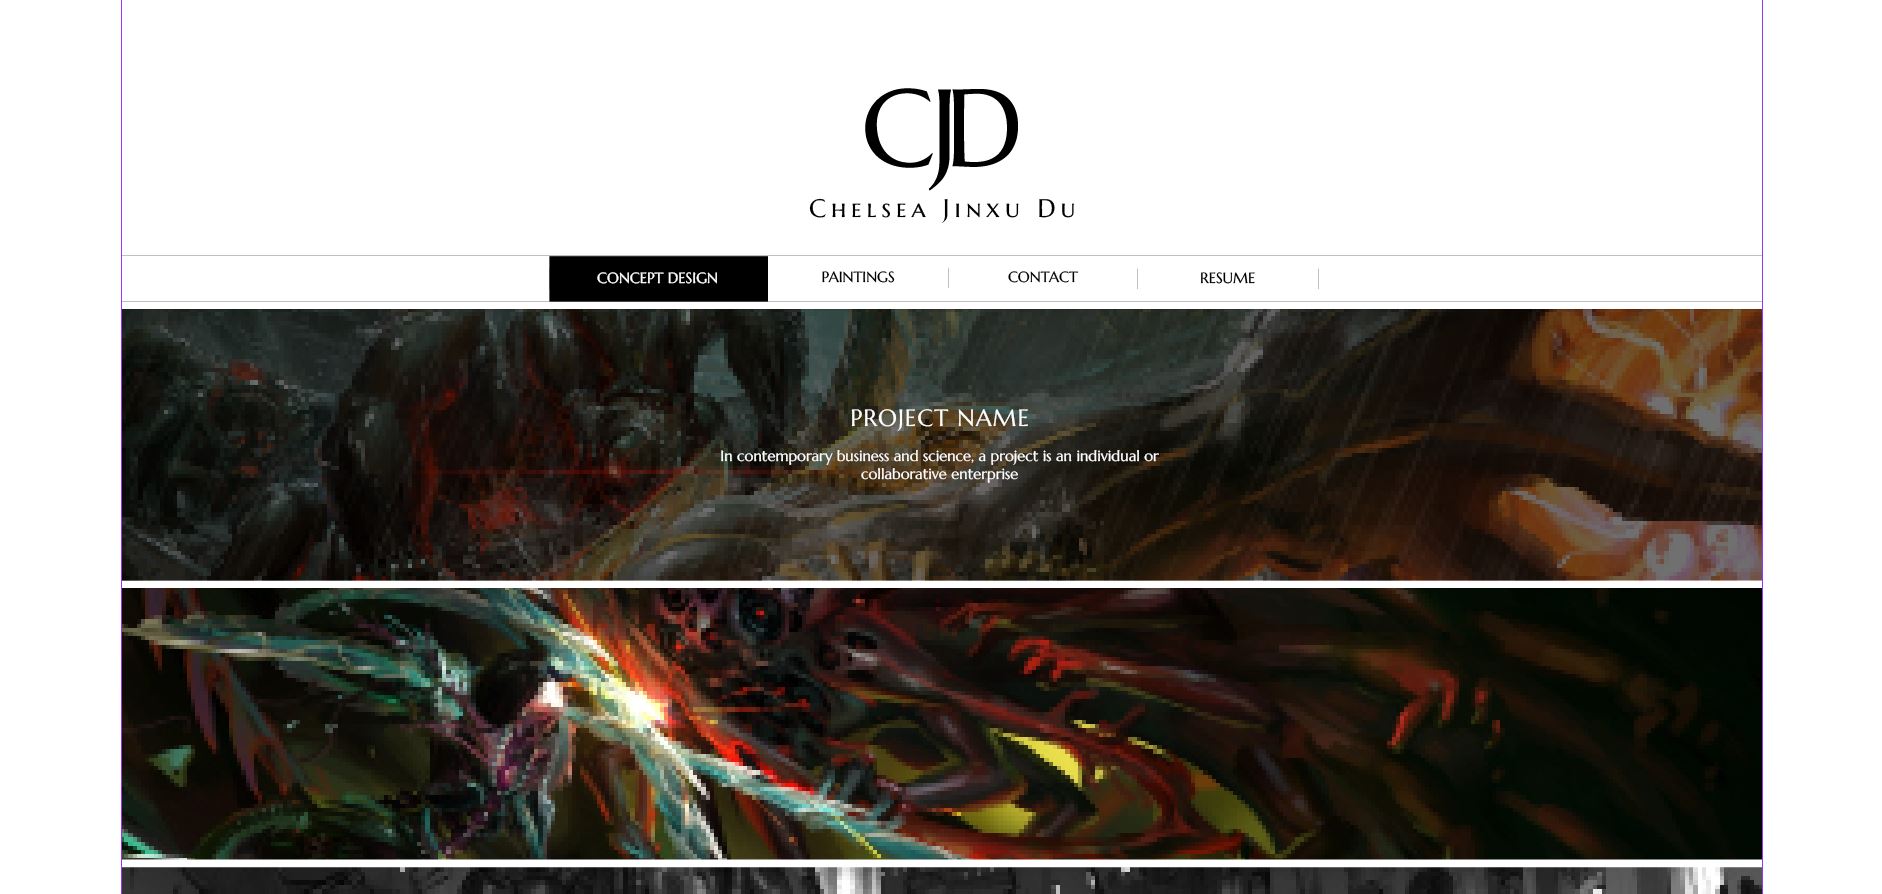 CJD
Chelsea Jinxu Du
CONCEPT DESIGN
PAINTINGS
CONTACT
RESUME
PROJECT NAME
In contemporary business and science, a project is an individual or
collaborative enterprise